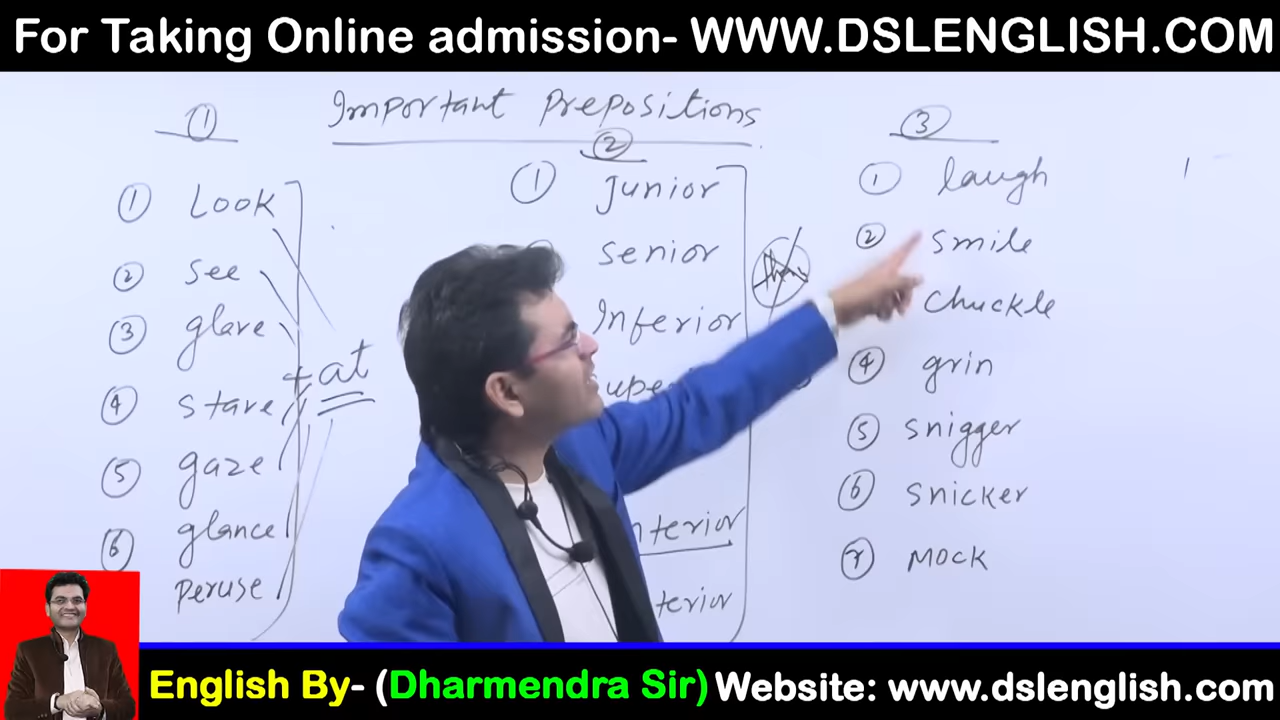 For Taking Online admission- WWW.DSLENGLISH.COM
Important Prepositions
①
① Look
② see
③ glare
④ stare
⑤ gaze
⑥ glance
Peruse
+ at
②
① Junior
senior
Inferior
③
① laugh
② smile
chuckle
④ grin
⑤ snigger
⑥ snicker
⑦ mock
English By- (Dharmendra Sir) Website: www.dslenglish.com